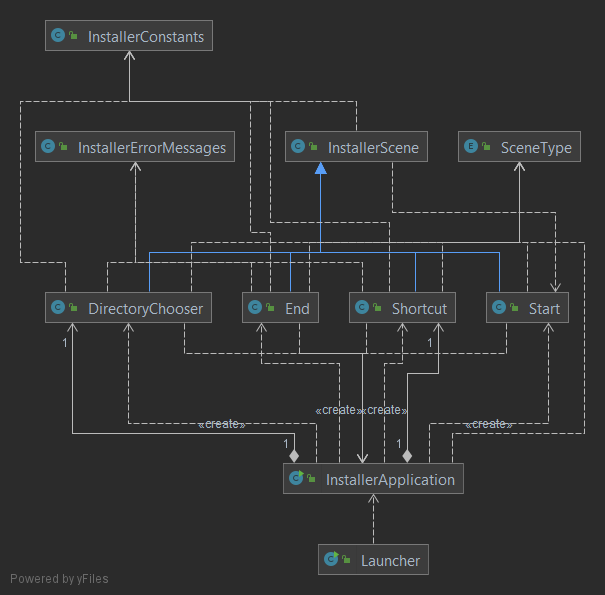 InstallerConstants
InstallerErrorMessages
InstallerScene
SceneType
DirectoryChooser
End
Shortcut
Start
1
1
«create»
«create»
«create»
«create»
1
1
InstallerApplication
Launcher
Powered by yFiles